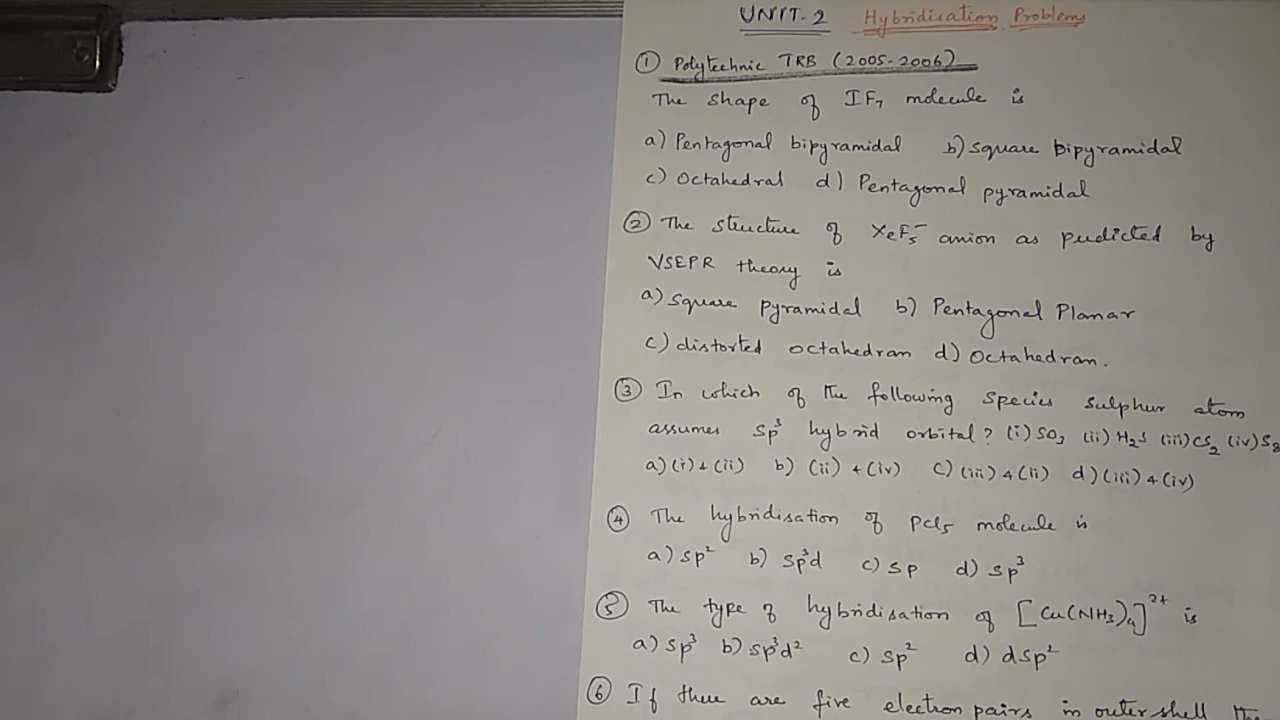 UNIT-2 Hybridisation Problems
① Polytechnic TRB (2005-2006)
The shape of IF₇ molecule is
a) Pentagonal bipyramidal b) square bipyramidal
c) Octahedral d) Pentagonal pyramidal
② The structure of XeF₅⁻ anion as predicted by
VSEPR theory is
a) square pyramidal b) Pentagonal Planar
c) distorted octahedran d) Octahedran.
③ In which of the following species sulphur atom
assumes sp³ hybrid orbital? (i) SO₃ (ii) H₂S (iii) CS₂ (iv) S₈
a) (i) + (ii) b) (ii) + (iv) c) (iii) + (ii) d) (iii) + (iv)
④ The hybridisation of PCl₅ molecule is
a) sp² b) sp³d c) sp d) sp³
⑤ The type of hybridisation of [Cu(NH₃)₄]²⁺ is
a) sp³ b) sp³d² c) sp² d) dsp²
⑥ If there are five electron pairs in outer shell the